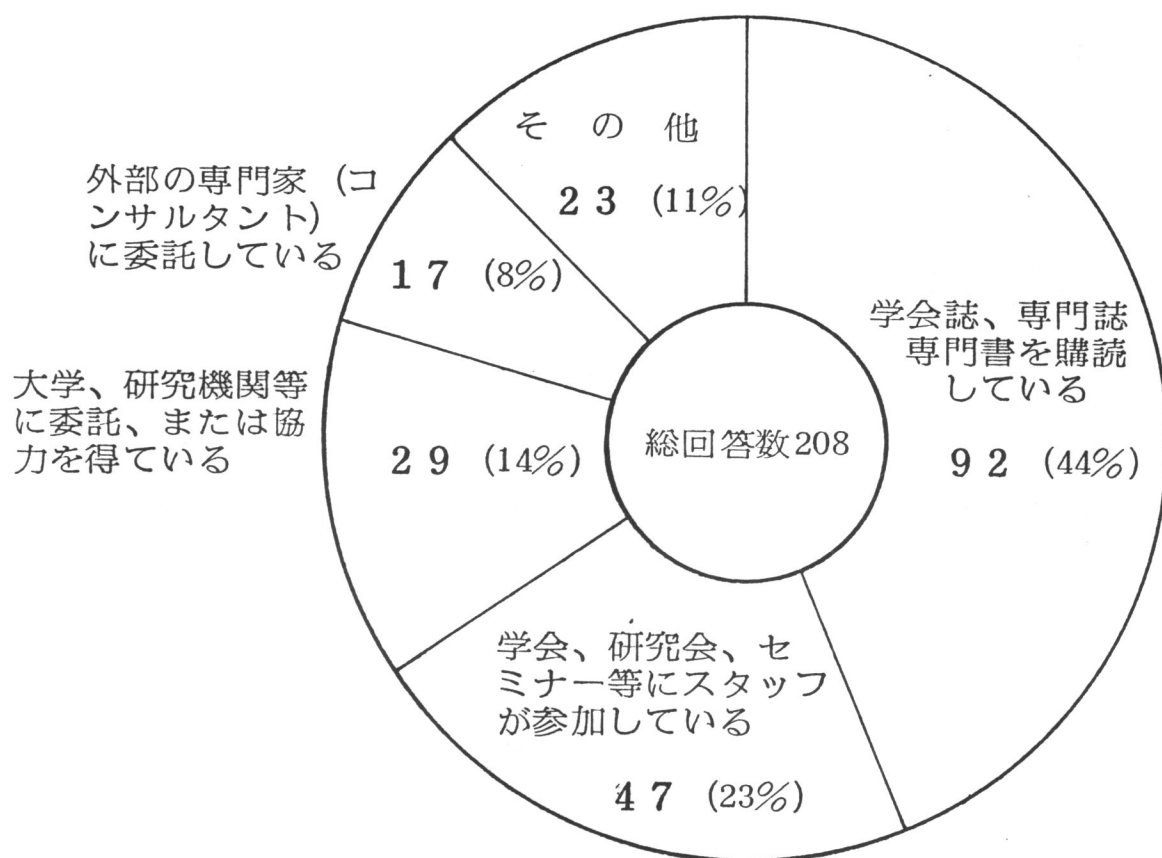 その他
23 (11%)
外部の専門家 (コ
ンサルタント)
に委託している
17 (8%)
学会誌、専門誌
専門書を購読
している
92 (44%)
大学、研究機関等
に委託、または協
力を得ている
29 (14%)
総回答数208
学会、研究会、セ
ミナー等にスタッフ
が参加している
47 (23%)